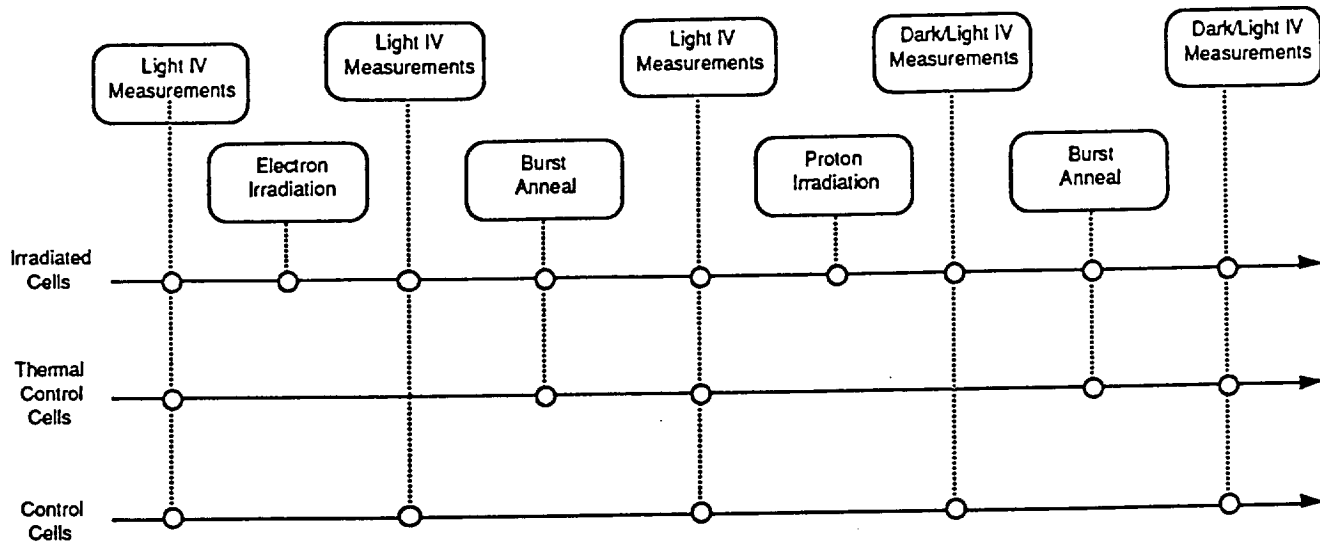 Light IV
Measurements
Electron
Irradiation
Light IV
Measurements
Burst
Anneal
Light IV
Measurements
Proton
Irradiation
Dark/Light IV
Measurements
Burst
Anneal
Dark/Light IV
Measurements
Irradiated
Cells
Thermal
Control
Cells
Control
Cells